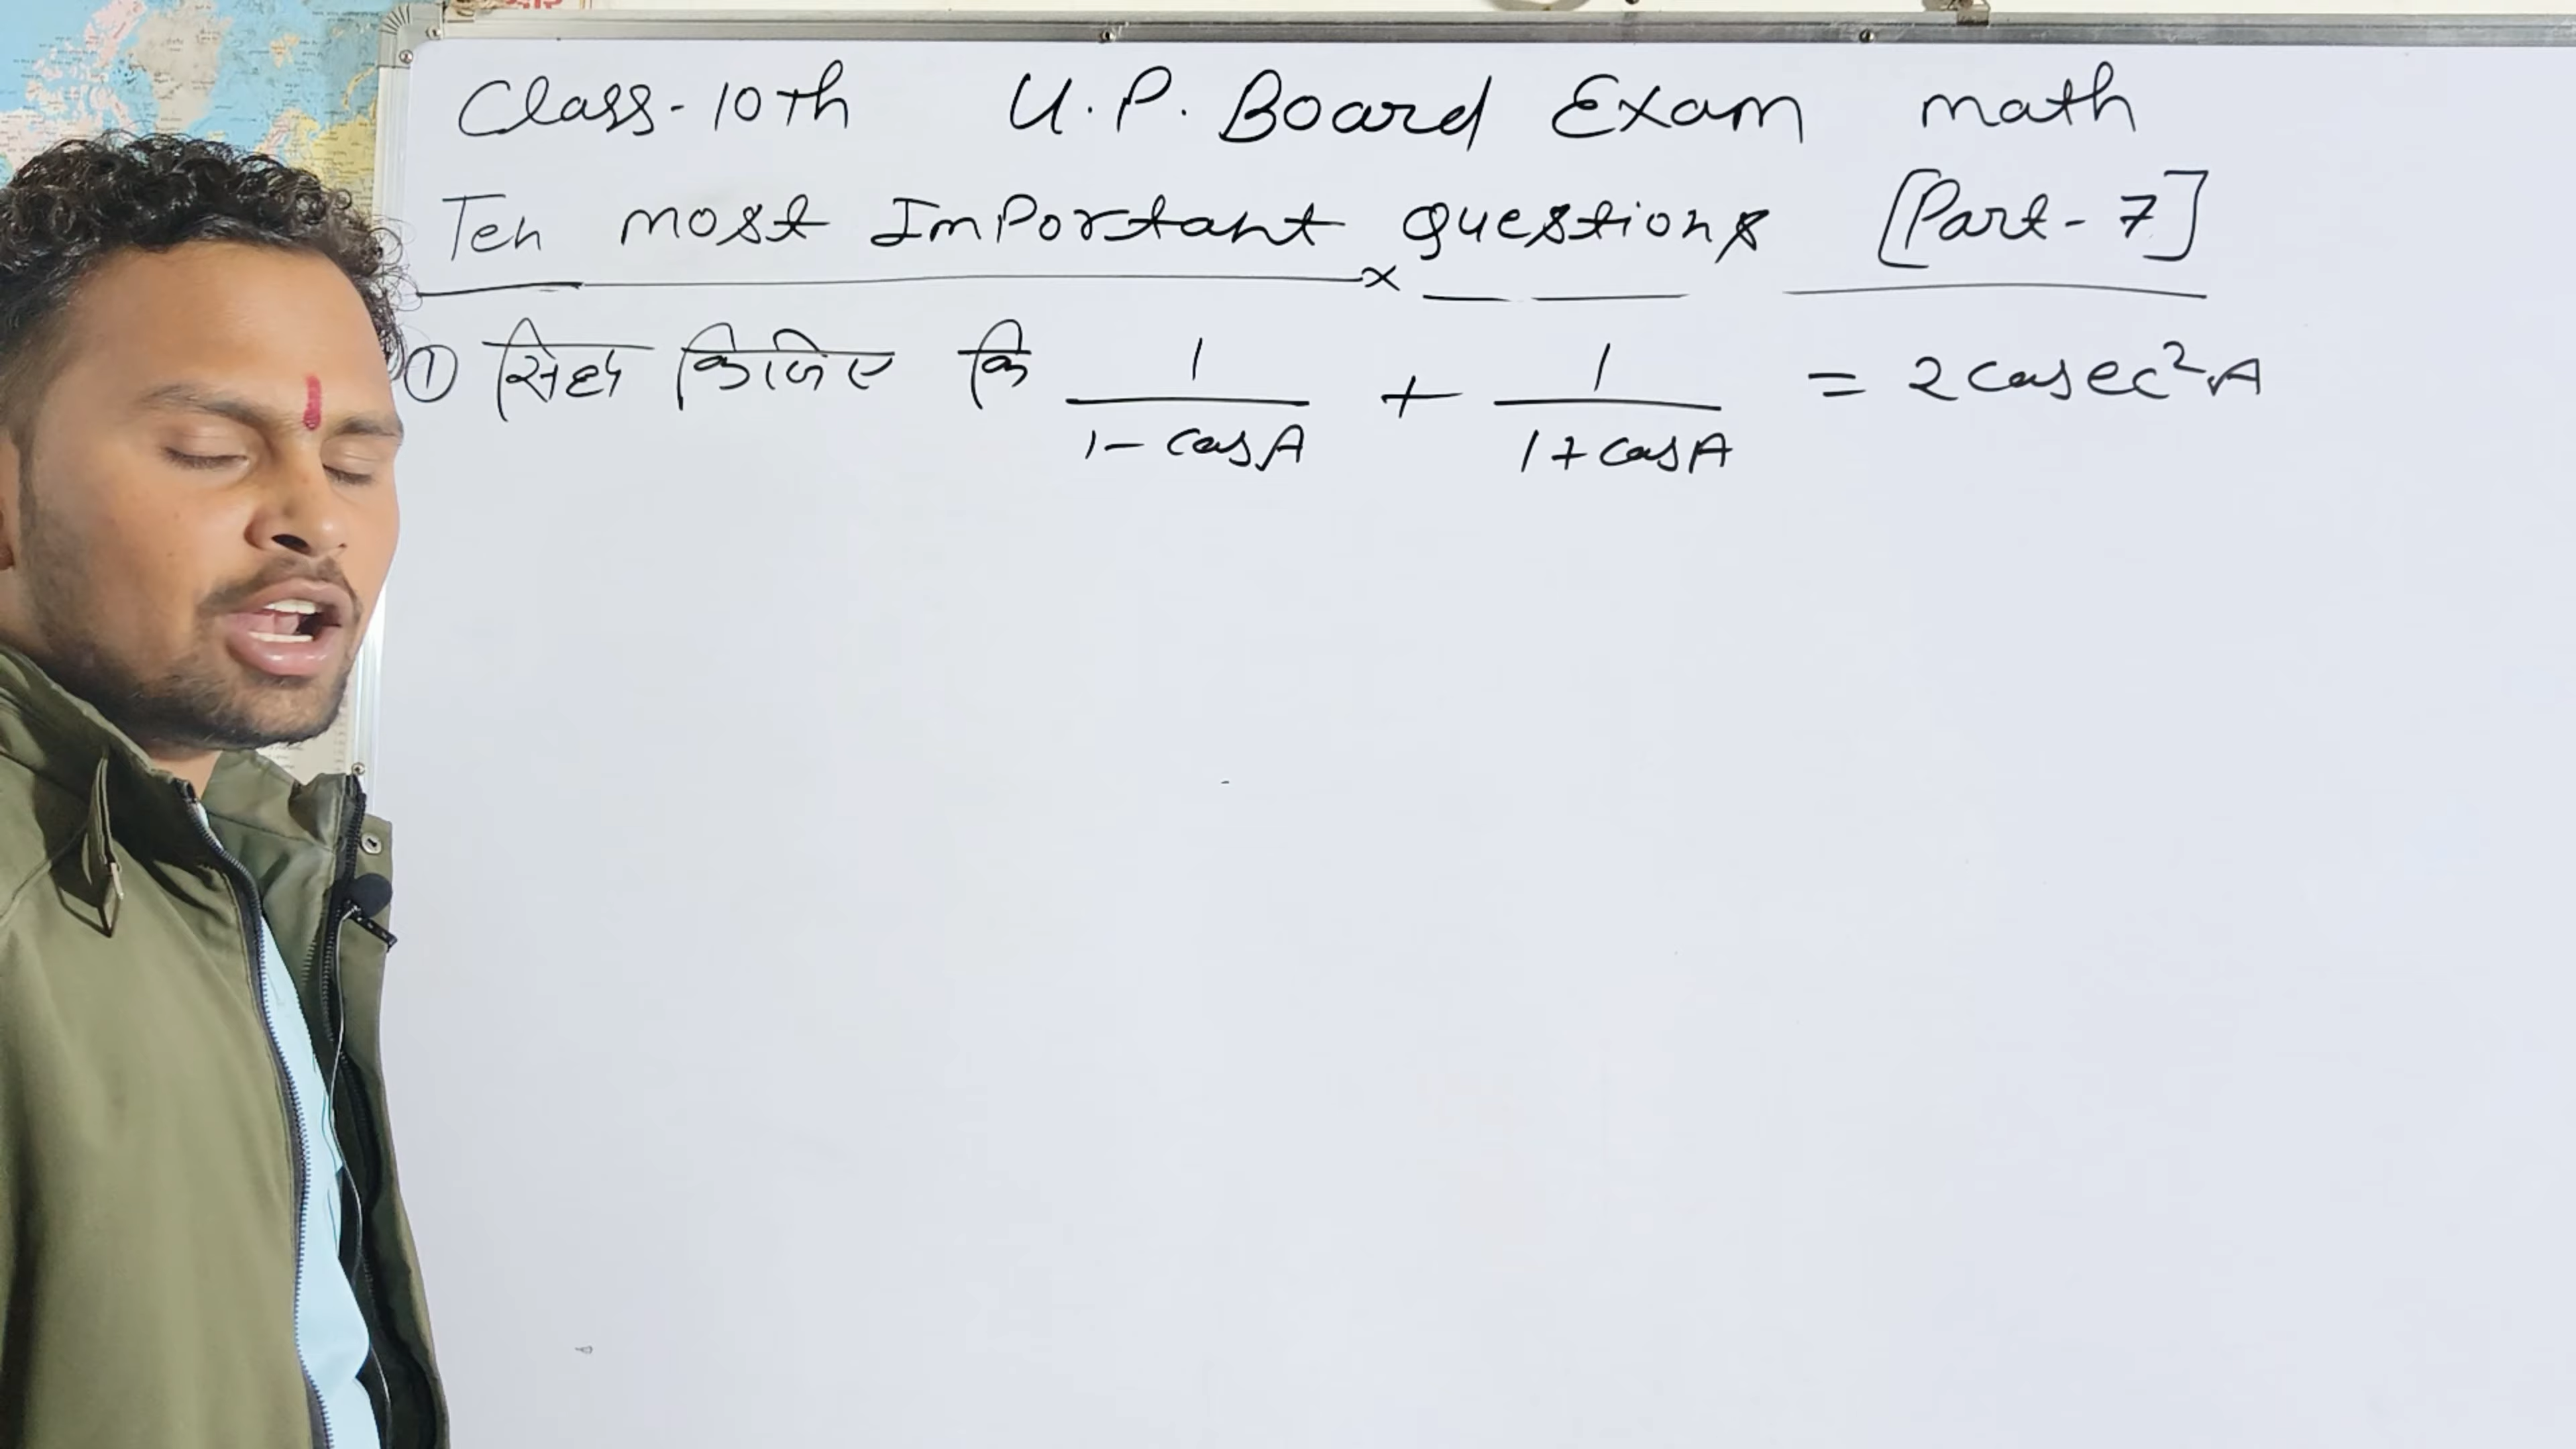 Class-10th U.P. Board Exam math
Ten most ImPortant questions [Part-7]
① सिद्ध किजिए कि 1/(1-cosA) + 1/(1+cosA) = 2cosec²A